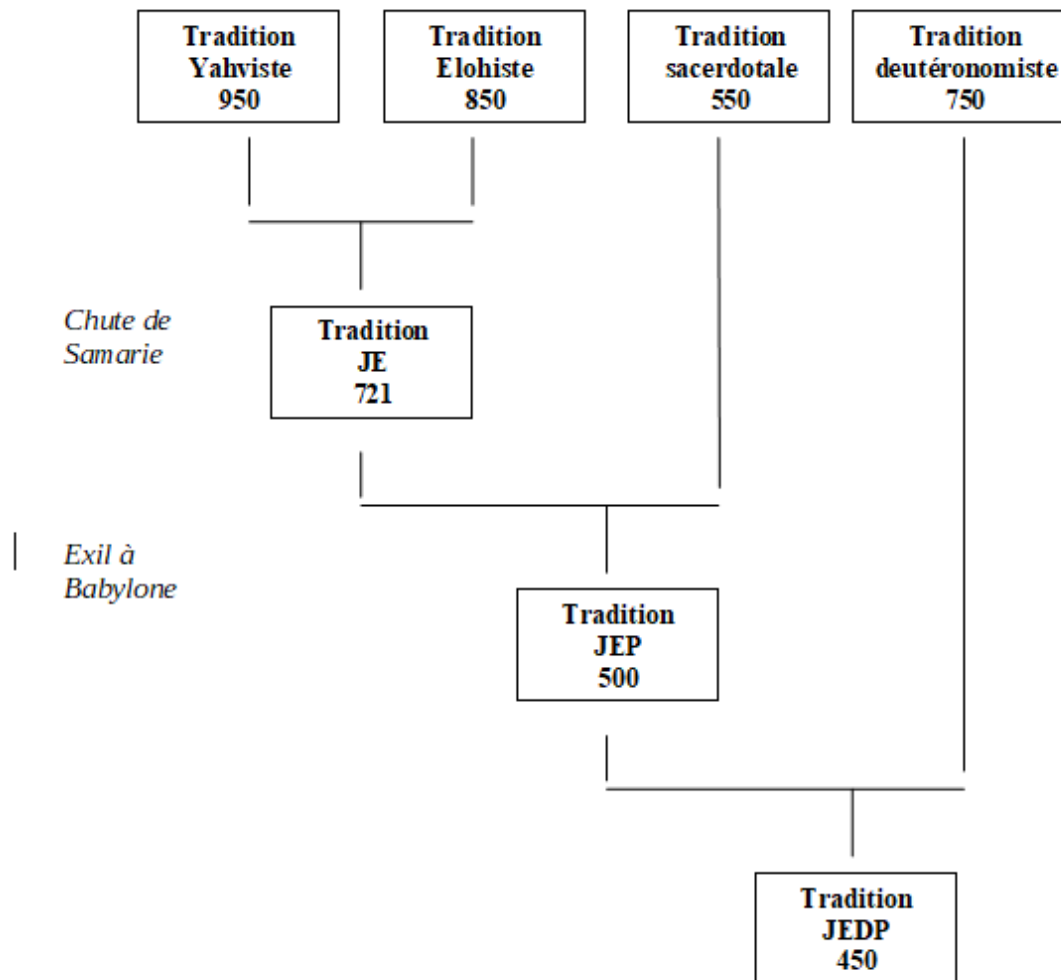 Tradition
Yahviste
950
Tradition
Elohiste
850
Tradition
sacerdotale
550
Tradition
deutéronomiste
750
Chute de
Samarie
Tradition
JE
721
Exil à
Babylone
Tradition
JEP
500
Tradition
JEDP
450